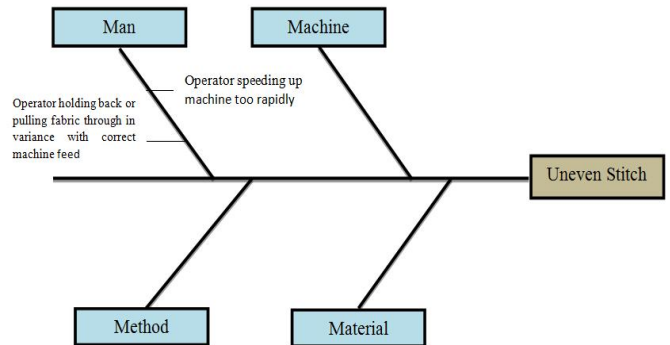 Man
Machine
Operator speeding up
machine too rapidly
Operator holding back or
pulling fabric through in
variance with correct
machine feed
Uneven Stitch
Method
Material